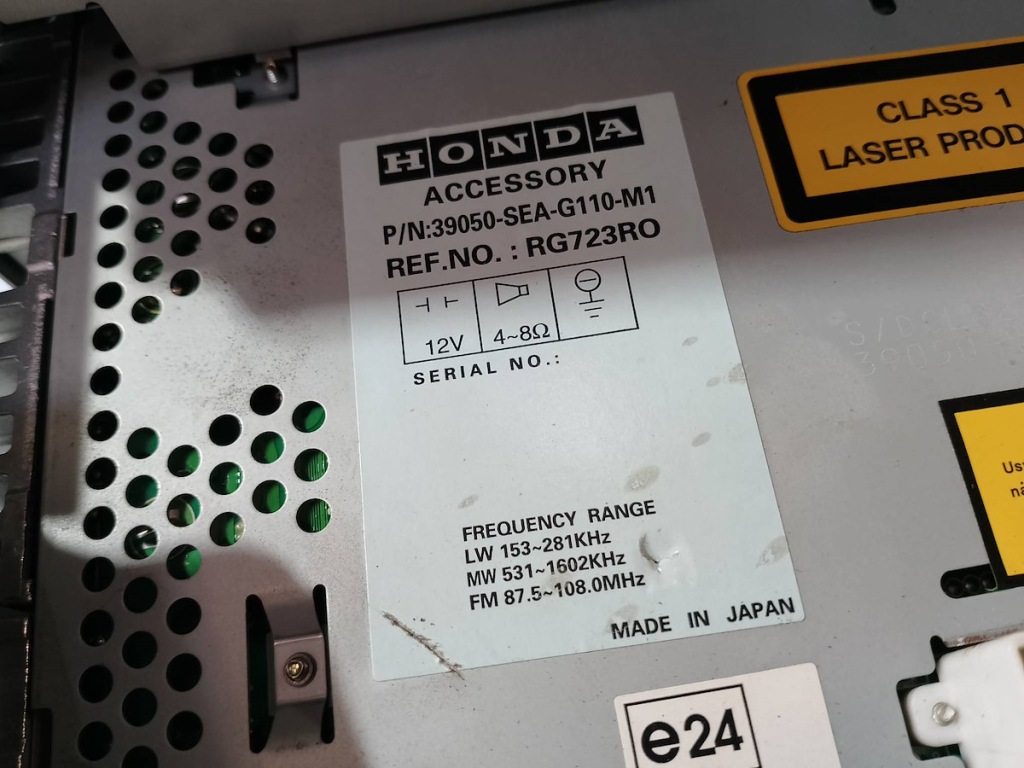 HONDA
ACCESSORY
P/N:39050-SEA-G110-M1
REF.NO. : RG723RO
12V
4~8Ω
SERIAL NO.:
FREQUENCY RANGE
LW 153~281KHz
MW 531~1602KHz
FM 87.5~108.0MHz
MADE IN JAPAN
CLASS 1
LASER PROD
e24